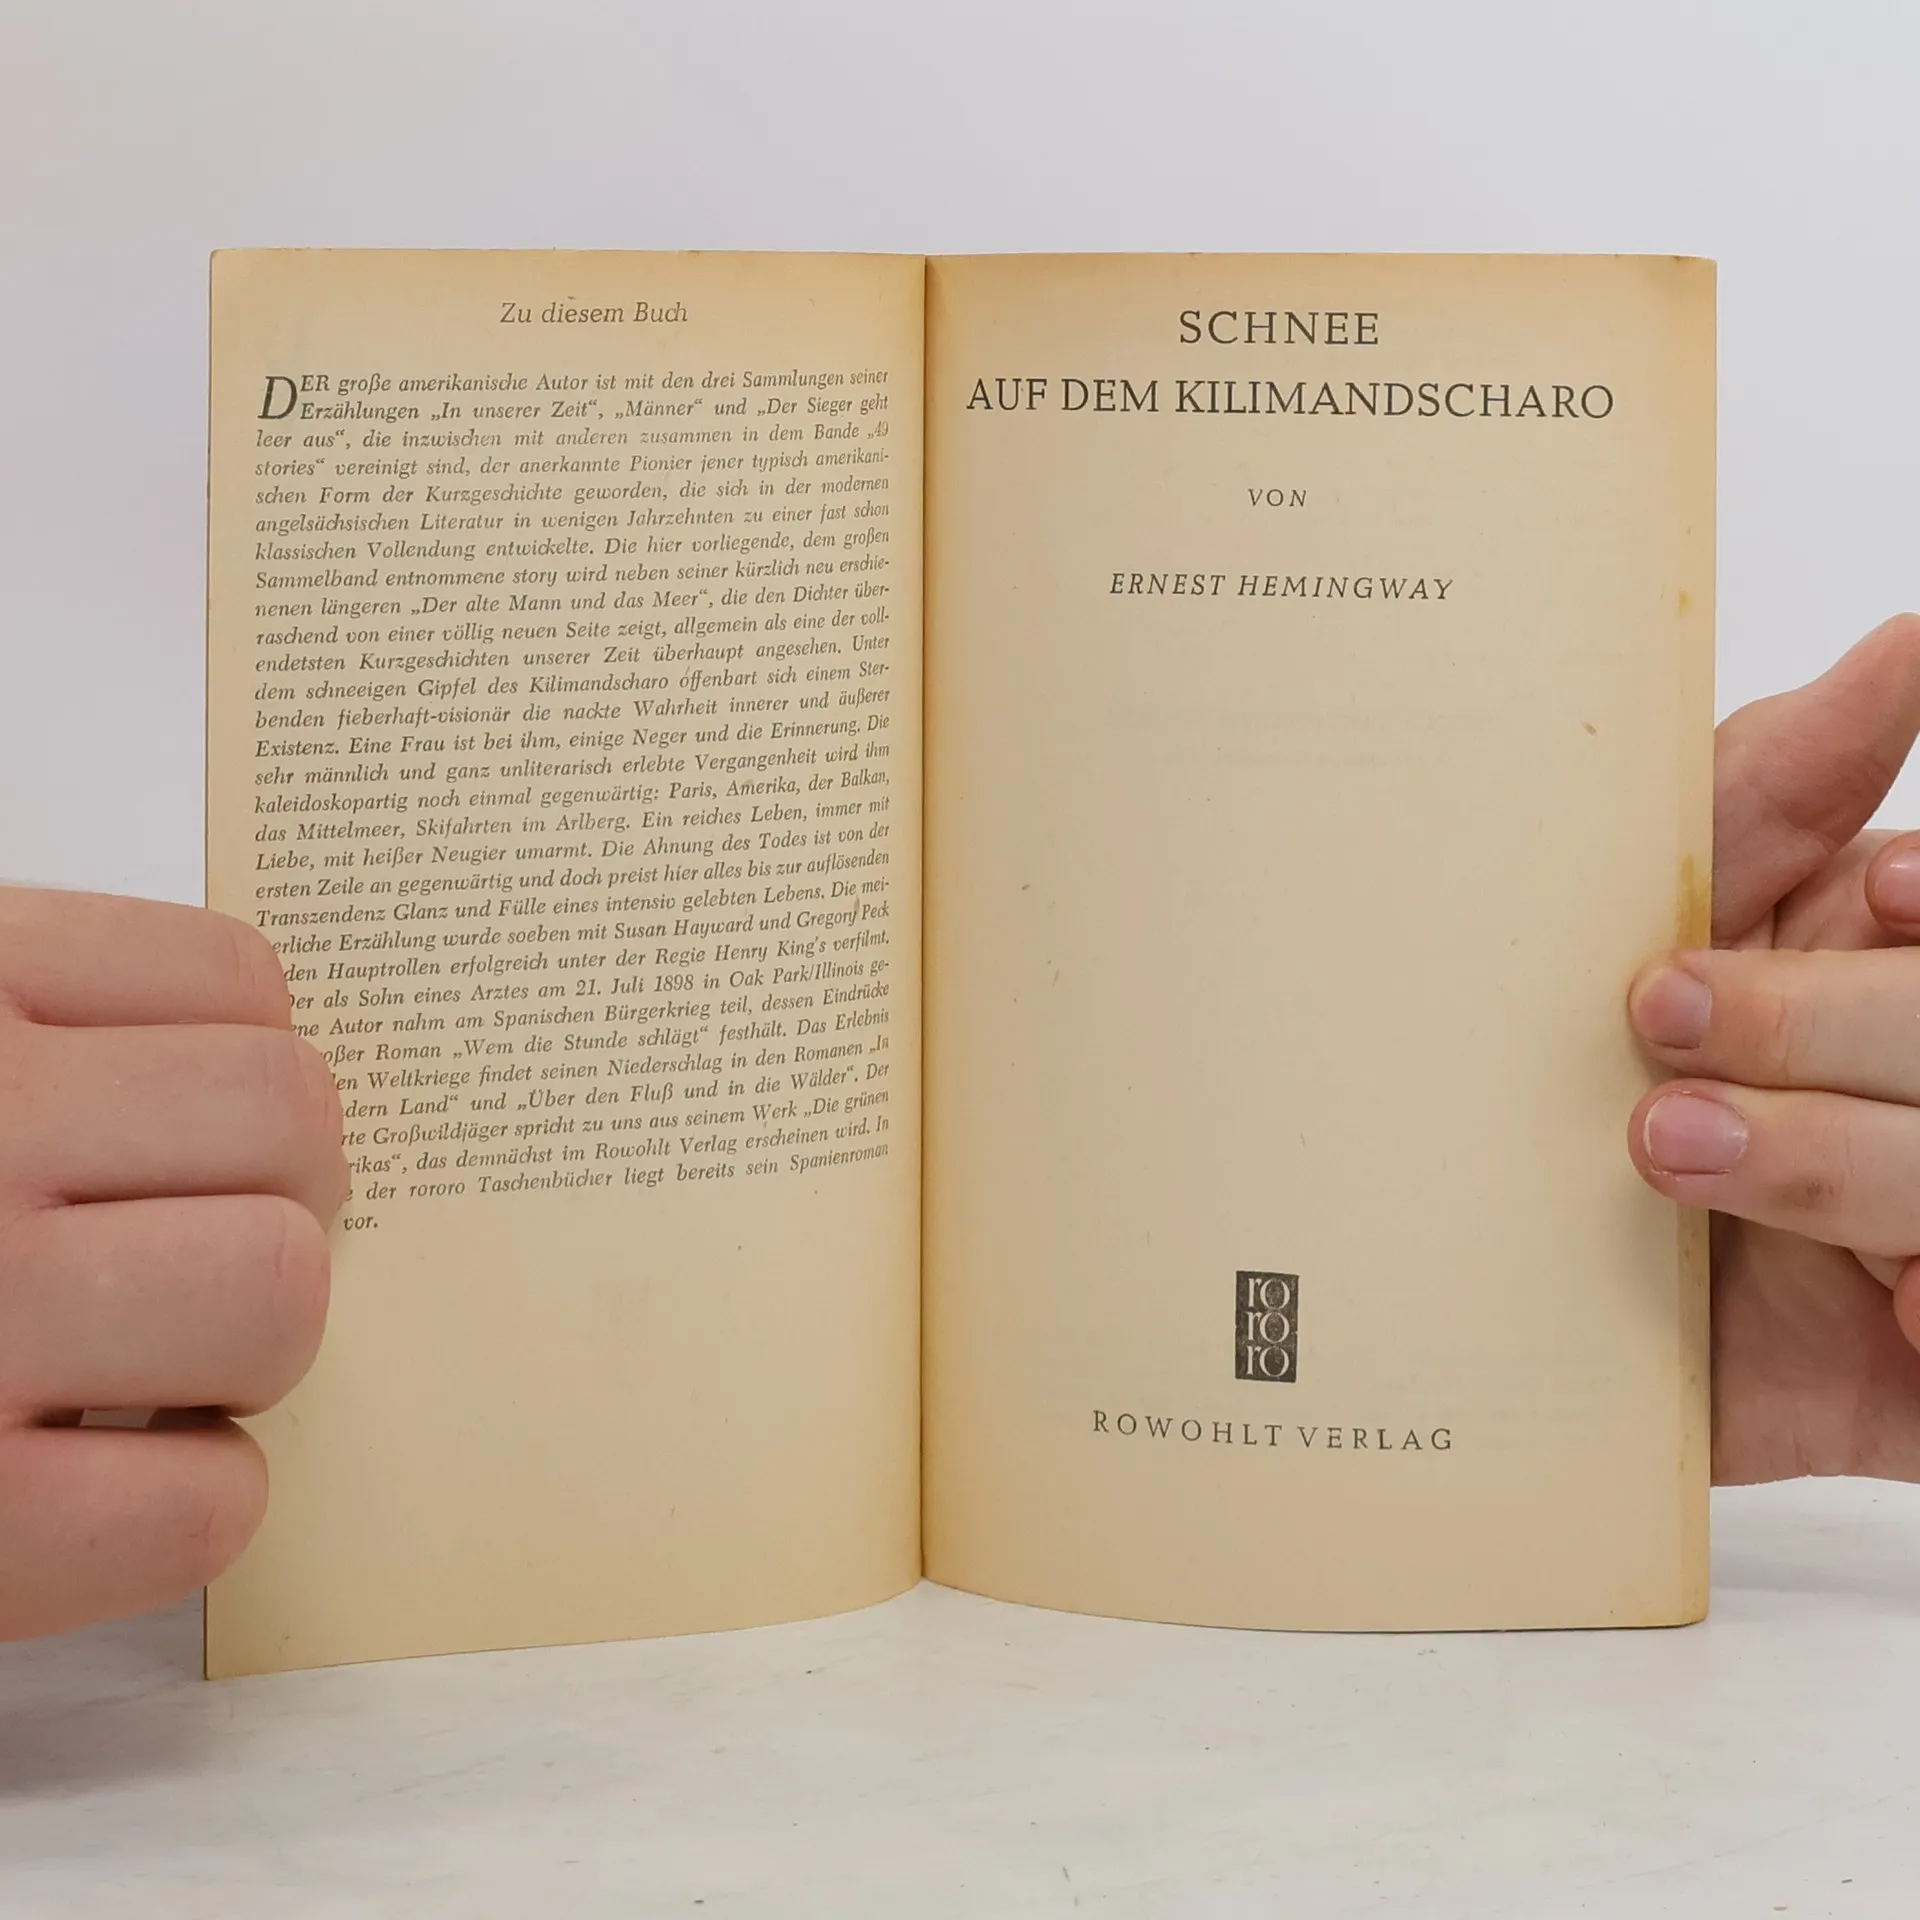 Zu diesem Buch
DER große amerikanische Autor ist mit den drei Sammlungen seiner
Erzählungen „In unserer Zeit“, „Männer“ und „Der Sieger geht
leer aus“, die inzwischen mit anderen zusammen in dem Bande „49
stories“ vereinigt sind, der anerkannte Pionier jener typisch amerikani-
schen Form der Kurzgeschichte geworden, die sich in der modernen
angelsächsischen Literatur in wenigen Jahrzehnten zu einer fast schon
klassischen Vollendung entwickelte. Die hier vorliegende, dem großen
Sammelband entnommene story wird neben seiner kürzlich neu erschie-
nenen längeren „Der alte Mann und das Meer“, die den Dichter über-
raschend von einer völlig neuen Seite zeigt, allgemein als eine der voll-
endetsten Kurzgeschichten unserer Zeit überhaupt angesehen. Unter
dem schneeigen Gipfel des Kilimandscharo offenbart sich einem Ster-
benden fieberhaft-visionär die nackte Wahrheit innerer und äußerer
Existenz. Eine Frau ist bei ihm, einige Neger und die Erinnerung. Die
sehr männlich und ganz unliterarisch erlebte Vergangenheit wird ihm
kaleidoskopartig noch einmal gegenwärtig: Paris, Amerika, der Balkan,
das Mittelmeer, Skifahrten im Arlberg. Ein reiches Leben, immer mit
Liebe, mit heißer Neugier umarmt. Die Ahnung des Todes ist von der
ersten Zeile an gegenwärtig und doch preist hier alles bis zur auflösenden
Transzendenz Glanz und Fülle eines intensiv gelebten Lebens. Die mei-
erliche Erzählung wurde soeben mit Susan Hayward und Gregory Peck
den Hauptrollen erfolgreich unter der Regie Henry King's verfilmt.
Der als Sohn eines Arztes am 21. Juli 1898 in Oak Park/Illinois ge-
ene Autor nahm am Spanischen Bürgerkrieg teil, dessen Eindrücke
oßer Roman „Wem die Stunde schlägt“ festhält. Das Erlebnis
en Weltkriege findet seinen Niederschlag in den Romanen „In
dern Land“ und „Über den Fluß und in die Wälder“. Der
rte Großwildjäger spricht zu uns aus seinem Werk „Die grünen
rikas“, das demnächst im Rowohlt Verlag erscheinen wird. In
e der rororo Taschenbücher liegt bereits sein Spanienroman
vor.
SCHNEE
AUF DEM KILIMANDSCHARO
VON
ERNEST HEMINGWAY
ro
ro
ro
ROWOHLT VERLAG